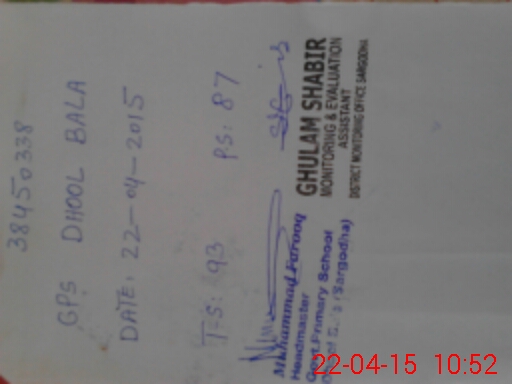 38450338
GPS DHOOL BALA
DATE: 22-04-2015
T-S: 93 P.S: 87
Muhammad Farooq
Headmaster
Govt. Primary School
(Sargodha)
GHULAM SHABIR
MONITORING & EVALUATION
ASSISTANT
DISTRICT MONITORING OFFICE SARGODHA
22-04-15 10:52